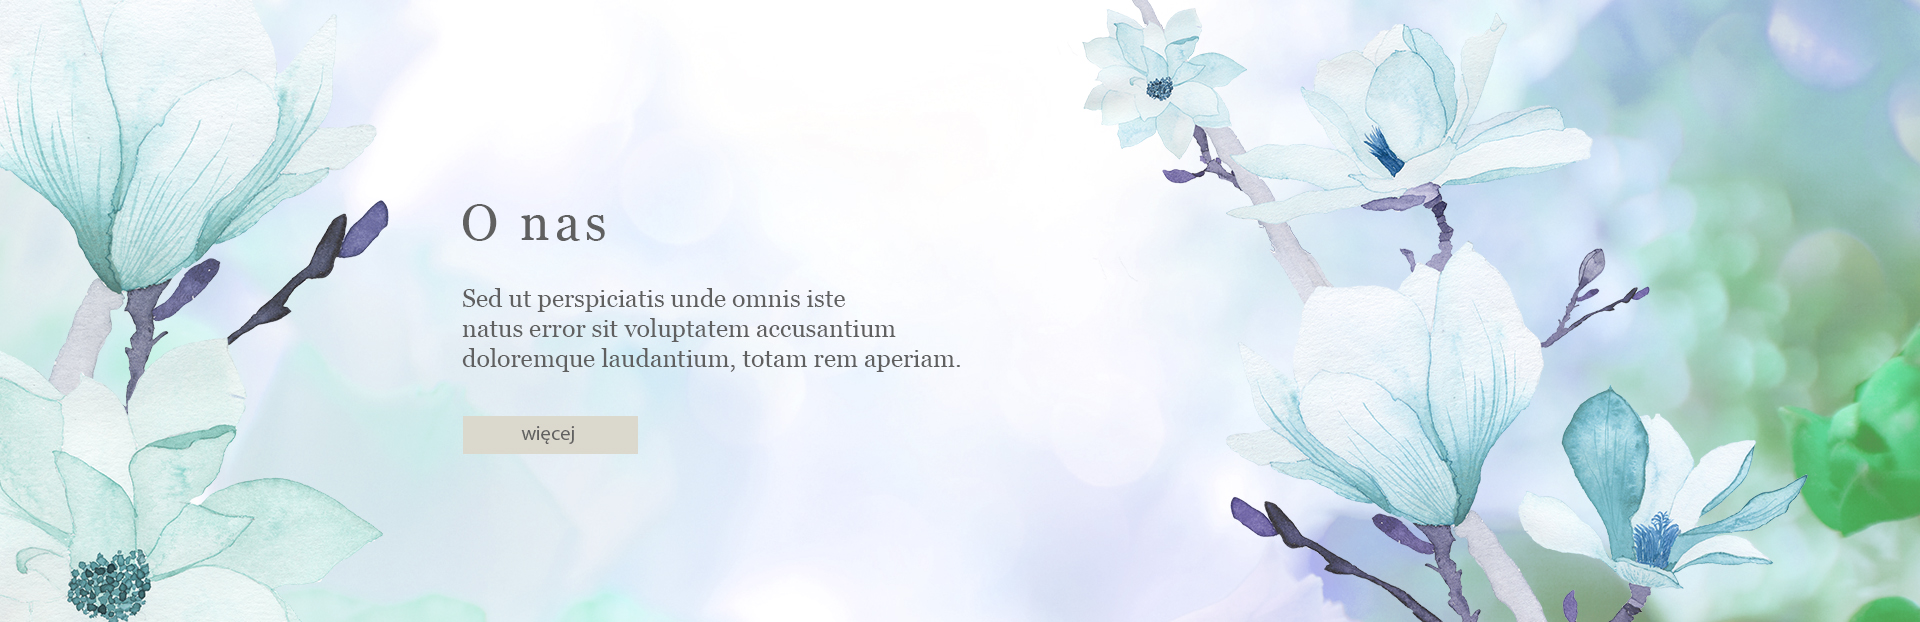 O nas
Sed ut perspiciatis unde omnis iste
natus error sit voluptatem accusantium
doloremque laudantium, totam rem aperiam.
więcej